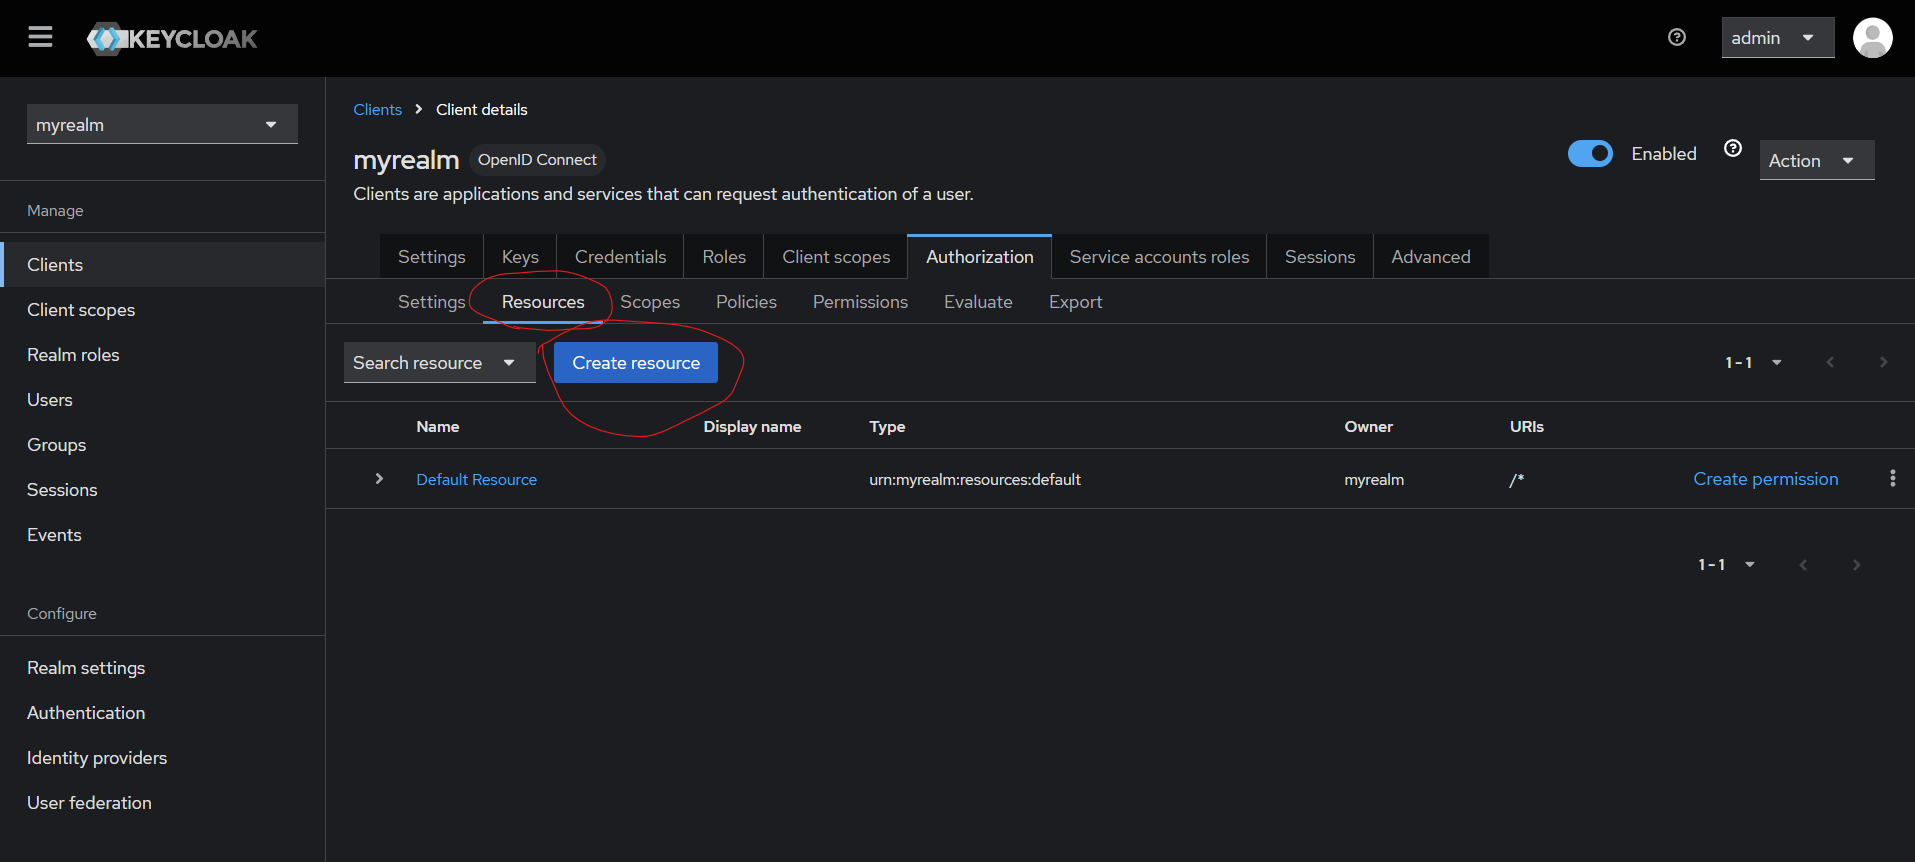 KEYCLOAK
admin
myrealm
Manage
Clients
Client scopes
Realm roles
Users
Groups
Sessions
Events
Configure
Realm settings
Authentication
Identity providers
User federation
Clients Client details
myrealm OpenID Connect
Enabled
Action
Clients are applications and services that can request authentication of a user.
Settings Keys Credentials Roles Client scopes Authorization Service accounts roles Sessions Advanced
Settings Resources Scopes Policies Permissions Evaluate Export
Search resource Create resource 1 - 1
Name Display name Type Owner URIs
Default Resource urn:myrealm:resources:default myrealm /* Create permission
1 - 1